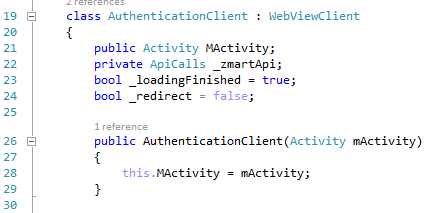 2 references
19 class AuthenticationClient : WebViewClient
20 {
21 public Activity MActivity;
22 private ApiCalls _zmartApi;
23 bool _loadingFinished = true;
24 bool _redirect = false;
25
1 reference
26 public AuthenticationClient(Activity mActivity)
27 {
28 this.MActivity = mActivity;
29 }
30